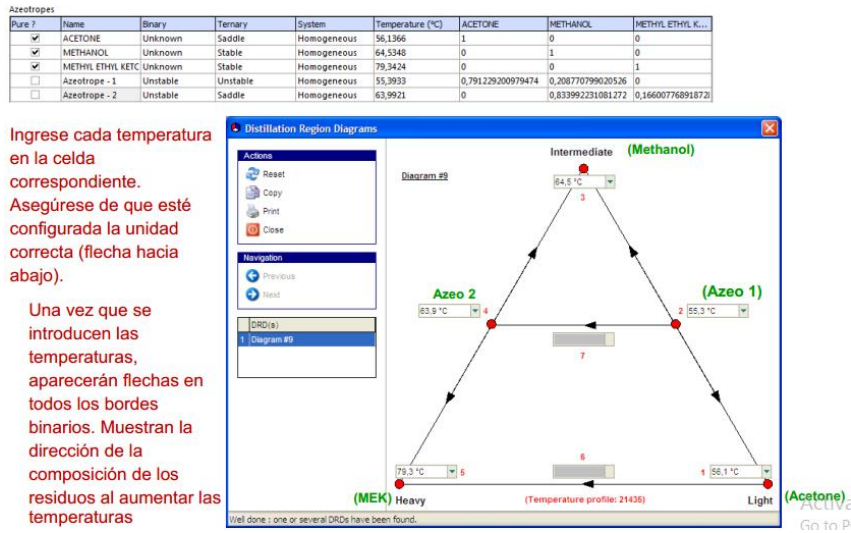 Azeotropes
Pure ? Name Binary Ternary System Temperature (ºC) ACETONE METHANOL METHYL ETHYL K...
ACETONE Unknown Saddle Homogeneous 56,1366 1 0 0
METHANOL Unknown Stable Homogeneous 64,5348 0 1 0
METHYL ETHYL KETC Unknown Stable Homogeneous 79,3424 0 0 1
Azeotrope - 1 Unstable Unstable Homogeneous 55,3933 0,791229200979474 0,208770799020526 0
Azeotrope - 2 Unstable Saddle Homogeneous 63,9921 0 0,833992231081272 0,16600776891872
Ingrese cada temperatura
en la celda
correspondiente.
Asegúrese de que esté
configurada la unidad
correcta (flecha hacia
abajo).
Una vez que se
introducen las
temperaturas,
aparecerán flechas en
todos los bordes
binarios. Muestran la
dirección de la
composición de los
residuos al aumentar las
temperaturas
Distillation Region Diagrams
Actions
Reset
Copy
Print
Close
Navigation
Previous
Next
DRD(s)
1 Diagram #9
Diagram #9
Intermediate (Methanol)
64,5 °C
3
Azeo 2 (Azeo 1)
63,9 °C 4 2 55,3 °C
7
6
79,3 °C 5 1 56,1 °C
(MEK) Heavy (Temperature profile: 21435) Light (Acetone)
Well done : one or several DRDs have been found.
Go to P